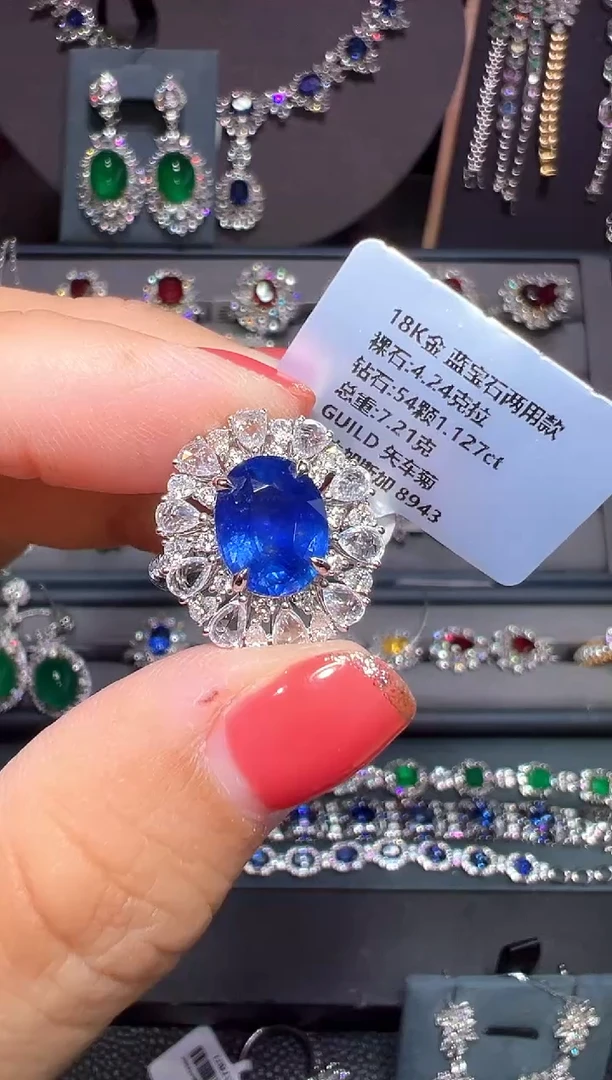 18K金 蓝宝石两用款
裸石:4.24克拉
钻石:54颗1.127ct
总重:7.21克
GUILD 矢车菊
加 8943